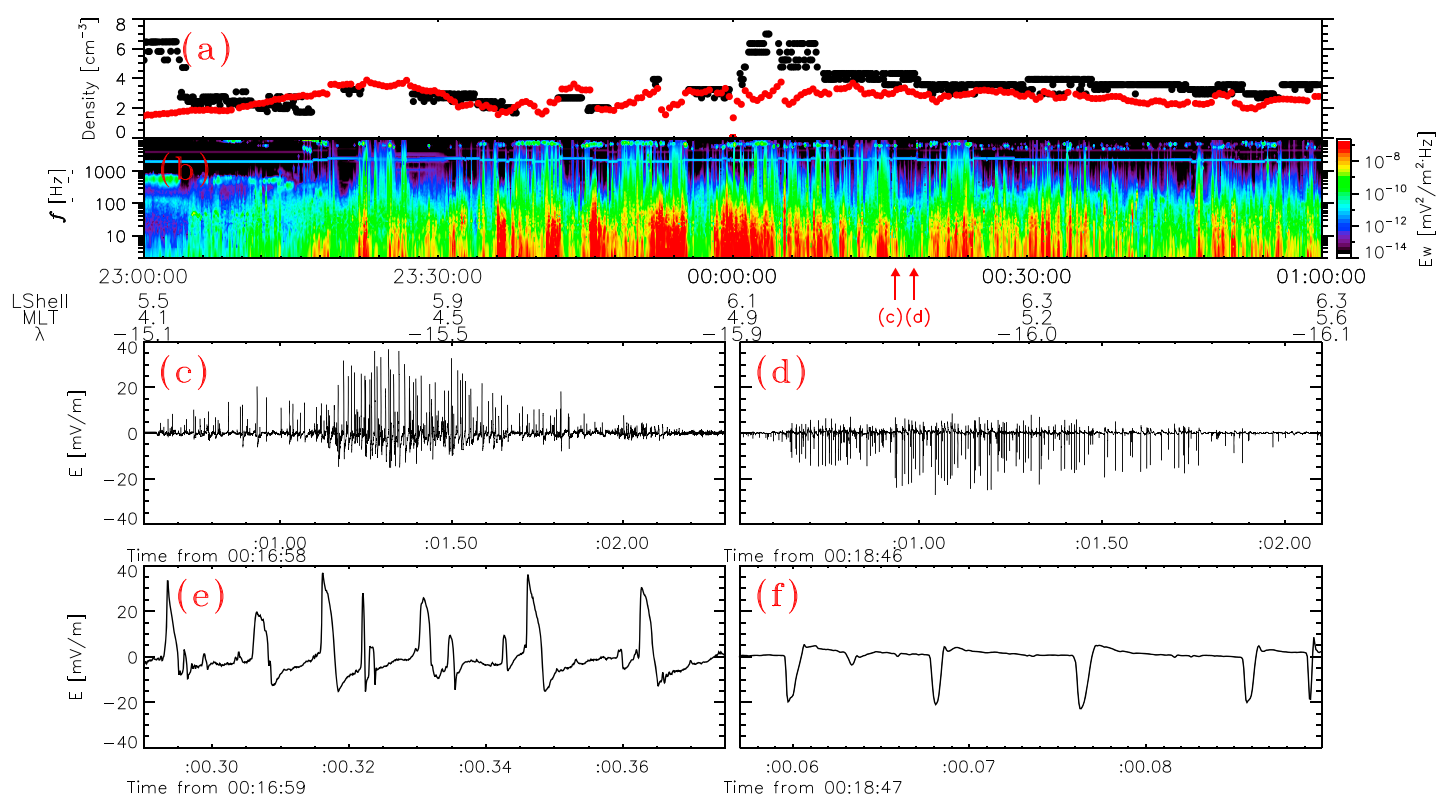 8
6
4
2
0
Density [cm⁻³]
(a)
1000
100
10
f [Hz]
(b)
10⁻⁸
10⁻¹⁰
10⁻¹²
10⁻¹⁴
Ew [mV²/m²·Hz]
23:00:00 23:30:00 00:00:00 00:30:00 01:00:00
LShell 5.5 5.9 6.1 6.3 6.3
MLT 4.1 4.5 4.9 5.2 5.6
λ −15.1 −15.5 −15.9 −16.0 −16.1
(c)(d)
40
20
0
−20
−40
E [mV/m]
(c)
:01.00 :01.50 :02.00
Time from 00:16:58
(d)
:01.00 :01.50 :02.00
Time from 00:18:46
40
20
0
−20
−40
E [mV/m]
(e)
:00.30 :00.32 :00.34 :00.36
Time from 00:16:59
(f)
:00.06 :00.07 :00.08
Time from 00:18:47